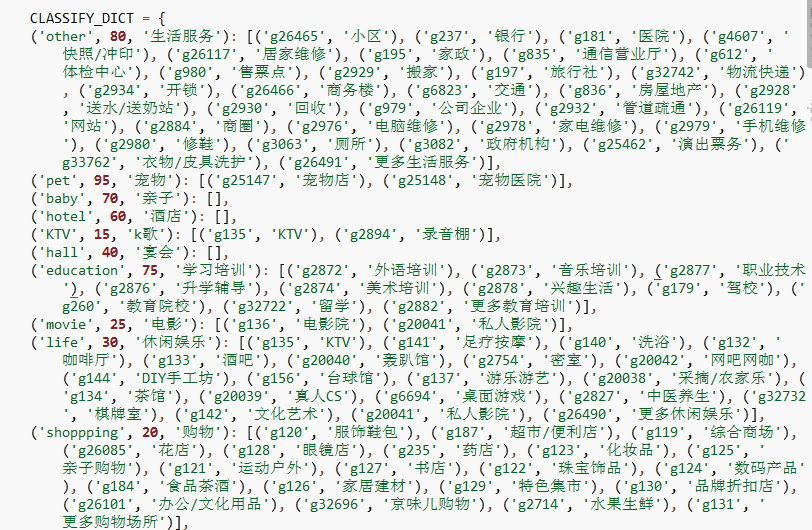 CLASSIFY_DICT = {
('other', 80, '生活服务'): [('g26465', '小区'), ('g237', '银行'), ('g181', '医院'), ('g4607', '
快照/冲印'), ('g26117', '居家维修'), ('g195', '家政'), ('g835', '通信营业厅'), ('g612', '
体检中心'), ('g980', '售票点'), ('g2929', '搬家'), ('g197', '旅行社'), ('g32742', '物流快递')
, ('g2934', '开锁'), ('g26466', '商务楼'), ('g6823', '交通'), ('g836', '房屋地产'), ('g2928'
, '送水/送奶站'), ('g2930', '回收'), ('g979', '公司企业'), ('g2932', '管道疏通'), ('g26119',
'网站'), ('g2884', '商圈'), ('g2976', '电脑维修'), ('g2978', '家电维修'), ('g2979', '手机维修
'), ('g2980', '修鞋'), ('g3063', '厕所'), ('g3082', '政府机构'), ('g25462', '演出票务'), ('
g33762', '衣物/皮具洗护'), ('g26491', '更多生活服务')],
('pet', 95, '宠物'): [('g25147', '宠物店'), ('g25148', '宠物医院')],
('baby', 70, '亲子'): [],
('hotel', 60, '酒店'): [],
('KTV', 15, 'k歌'): [('g135', 'KTV'), ('g2894', '录音棚')],
('hall', 40, '宴会'): [],
('education', 75, '学习培训'): [('g2872', '外语培训'), ('g2873', '音乐培训'), ('g2877', '职业技术
'), ('g2876', '升学辅导'), ('g2874', '美术培训'), ('g2878', '兴趣生活'), ('g179', '驾校'), ('
g260', '教育院校'), ('g32722', '留学'), ('g2882', '更多教育培训')],
('movie', 25, '电影'): [('g136', '电影院'), ('g20041', '私人影院')],
('life', 30, '休闲娱乐'): [('g135', 'KTV'), ('g141', '足疗按摩'), ('g140', '洗浴'), ('g132', '
咖啡厅'), ('g133', '酒吧'), ('g20040', '轰趴馆'), ('g2754', '密室'), ('g20042', '网吧网咖'),
('g144', 'DIY手工坊'), ('g156', '台球馆'), ('g137', '游乐游艺'), ('g20038', '采摘/农家乐'), (
'g134', '茶馆'), ('g20039', '真人CS'), ('g6694', '桌面游戏'), ('g2827', '中医养生'), ('g32732
', '棋牌室'), ('g142', '文化艺术'), ('g20041', '私人影院'), ('g26490', '更多休闲娱乐')],
('shoppping', 20, '购物'): [('g120', '服饰鞋包'), ('g187', '超市/便利店'), ('g119', '综合商场'),
('g26085', '花店'), ('g128', '眼镜店'), ('g235', '药店'), ('g123', '化妆品'), ('g125', '
亲子购物'), ('g121', '运动户外'), ('g127', '书店'), ('g122', '珠宝饰品'), ('g124', '数码产品'
), ('g184', '食品茶酒'), ('g126', '家居建材'), ('g129', '特色集市'), ('g130', '品牌折扣店'),
('g26101', '办公/文化用品'), ('g32696', '京味儿购物'), ('g2714', '水果生鲜'), ('g131', '
更多购物场所')],